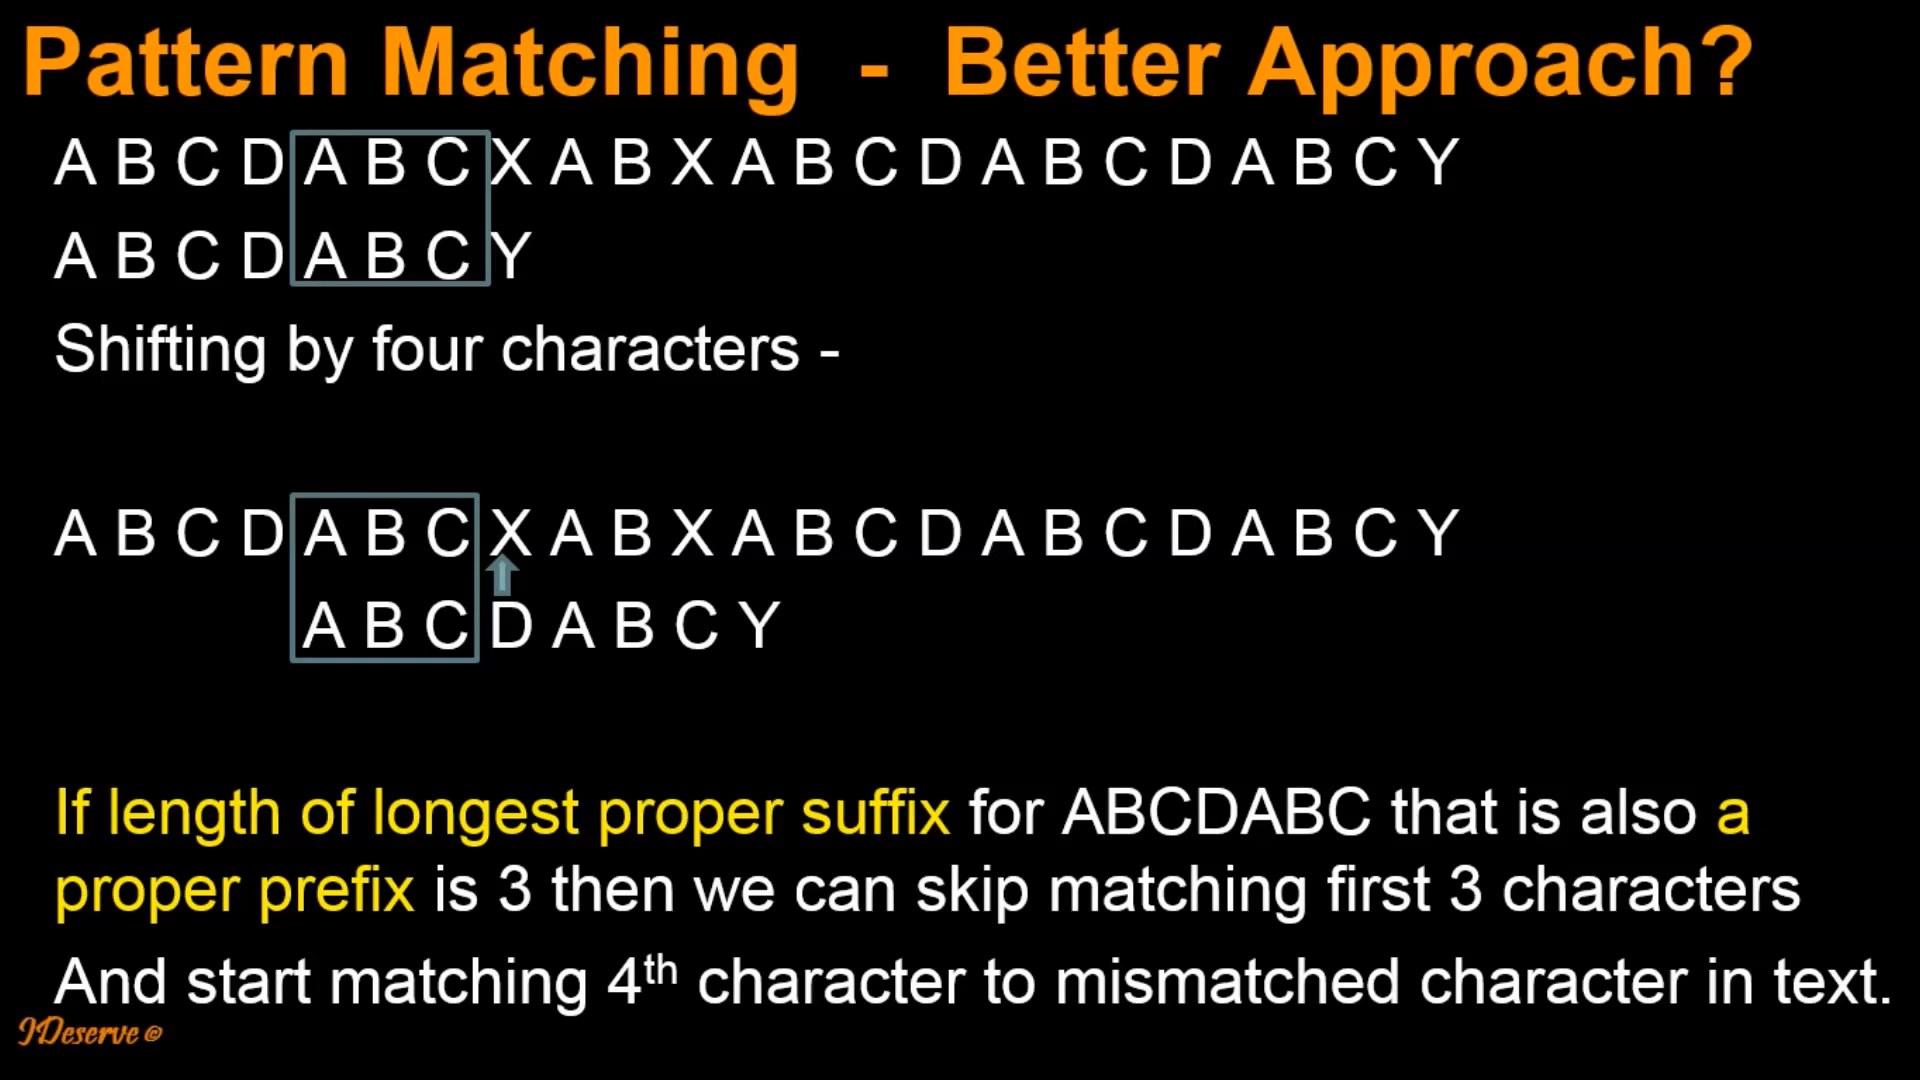 Pattern Matching - Better Approach?
A B C D A B C X A B X A B C D A B C D A B C Y
A B C D A B C Y
Shifting by four characters -
A B C D A B C X A B X A B C D A B C D A B C Y
A B C D A B C Y
If length of longest proper suffix for ABCDABC that is also a
proper prefix is 3 then we can skip matching first 3 characters
And start matching 4th character to mismatched character in text.
IDeserve ©